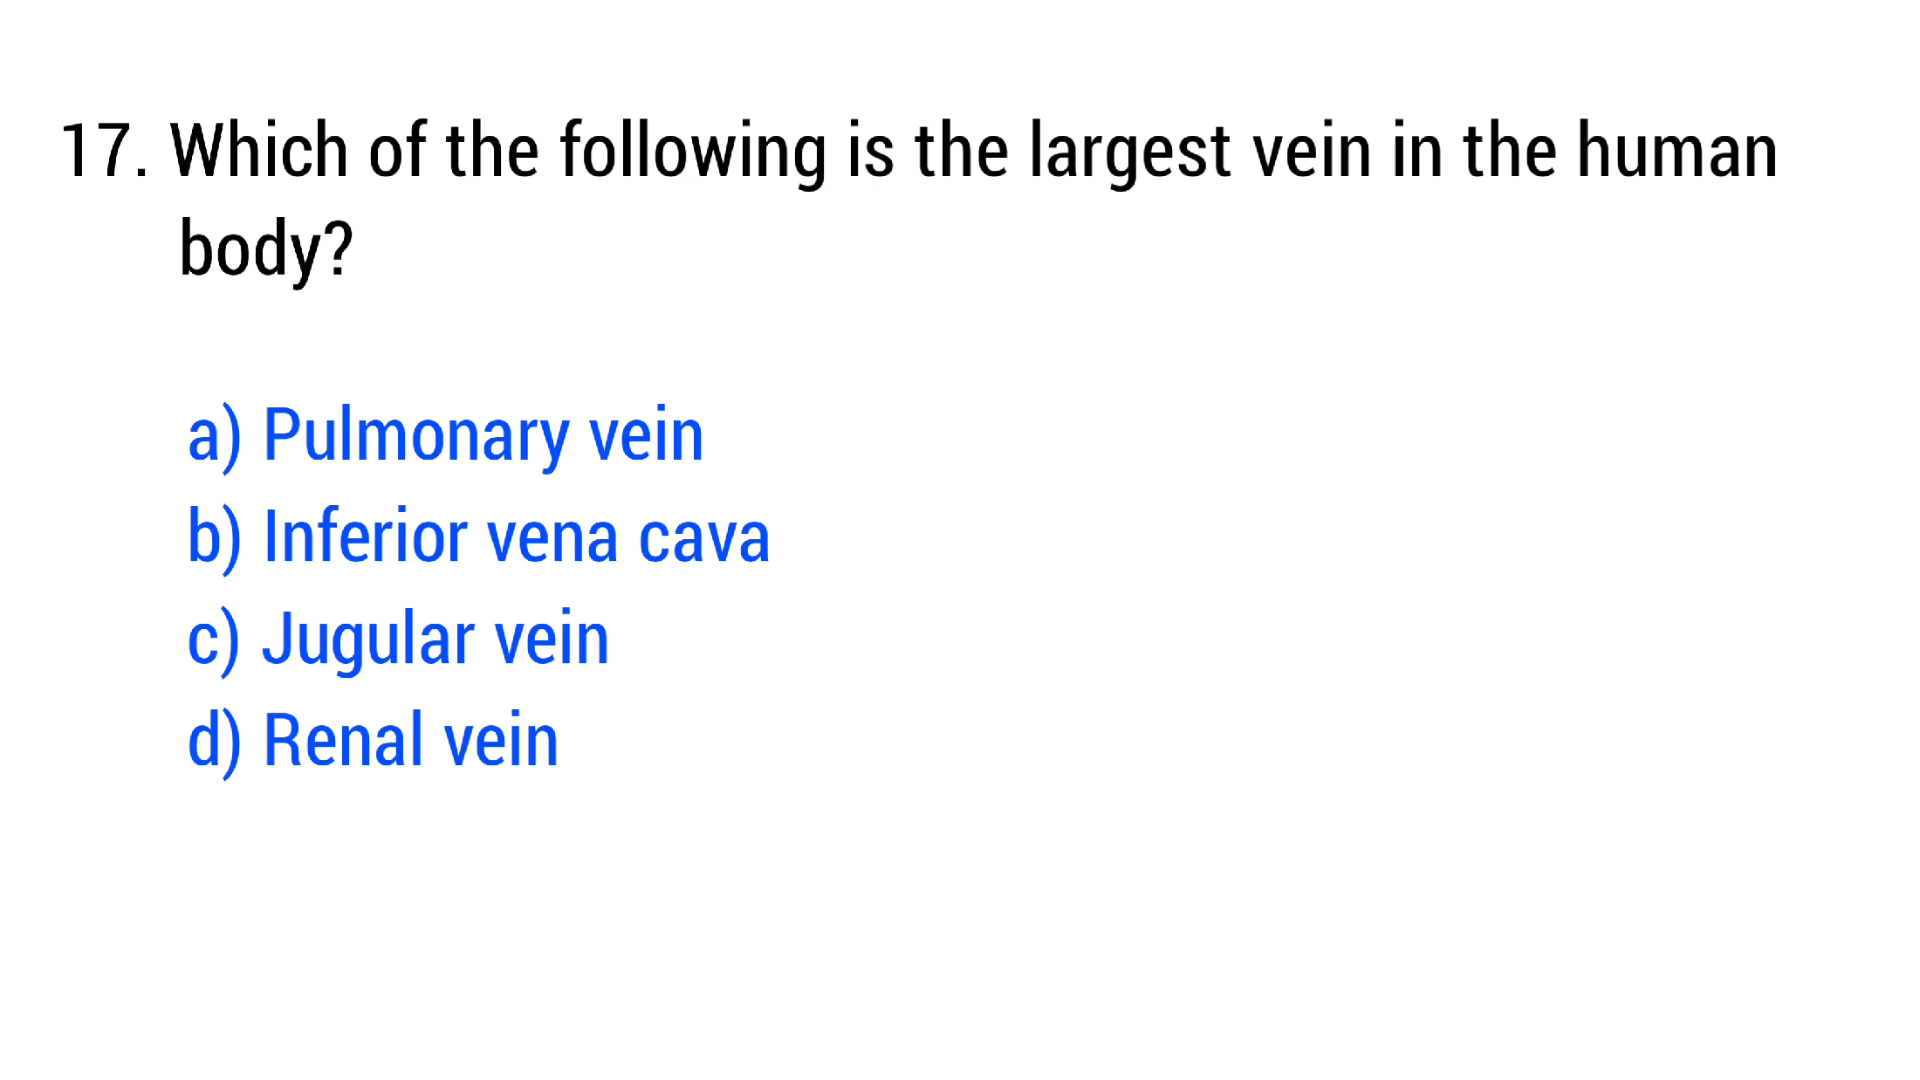 17. Which of the following is the largest vein in the human
body?
a) Pulmonary vein
b) Inferior vena cava
c) Jugular vein
d) Renal vein